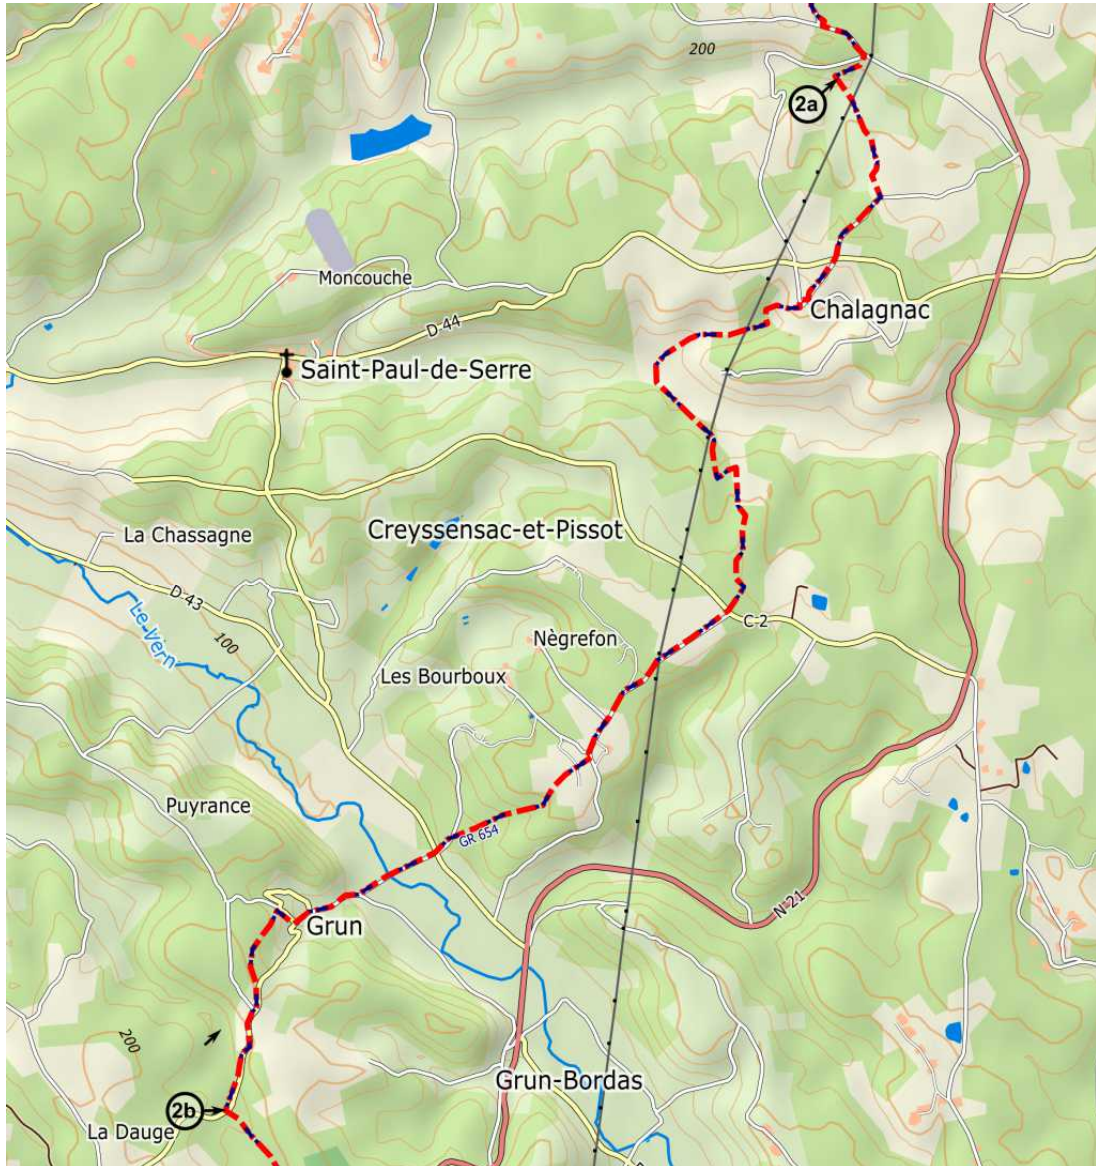 200
2a
Moncouche
Chalagnac
D 44
Saint-Paul-de-Serre
Creyssensac-et-Pissot
La Chassagne
D 43
Le Vern
100
C 2
Nègrefon
Les Bourboux
Puyrance
GR 654
N 21
Grun
200
Grun-Bordas
2b
La Dauge